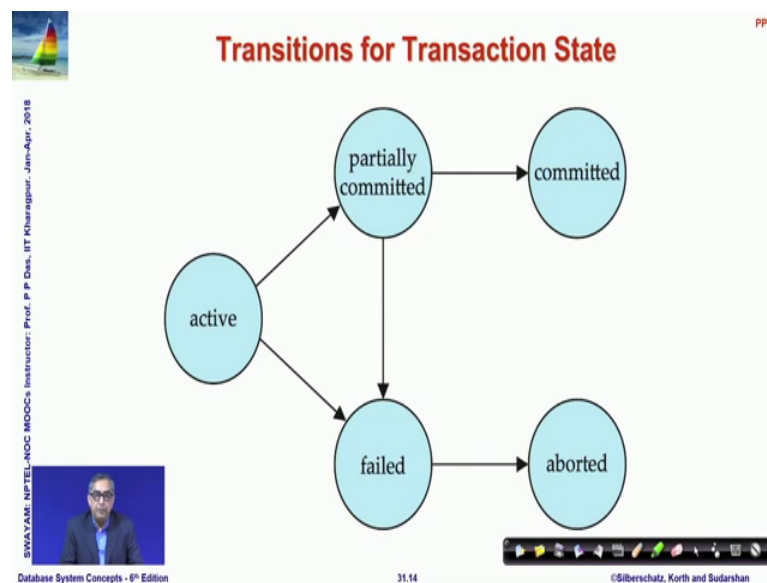 PP
Transitions for Transaction State
SWAYAM: NPTEL-NOC MOOCs Instructor: Prof. P P Das, IIT Kharagpur. Jan-Apr, 2018
partially
committed
committed
active
failed
aborted
Database System Concepts - 6th Edition
31.14
©Silberschatz, Korth and Sudarshan